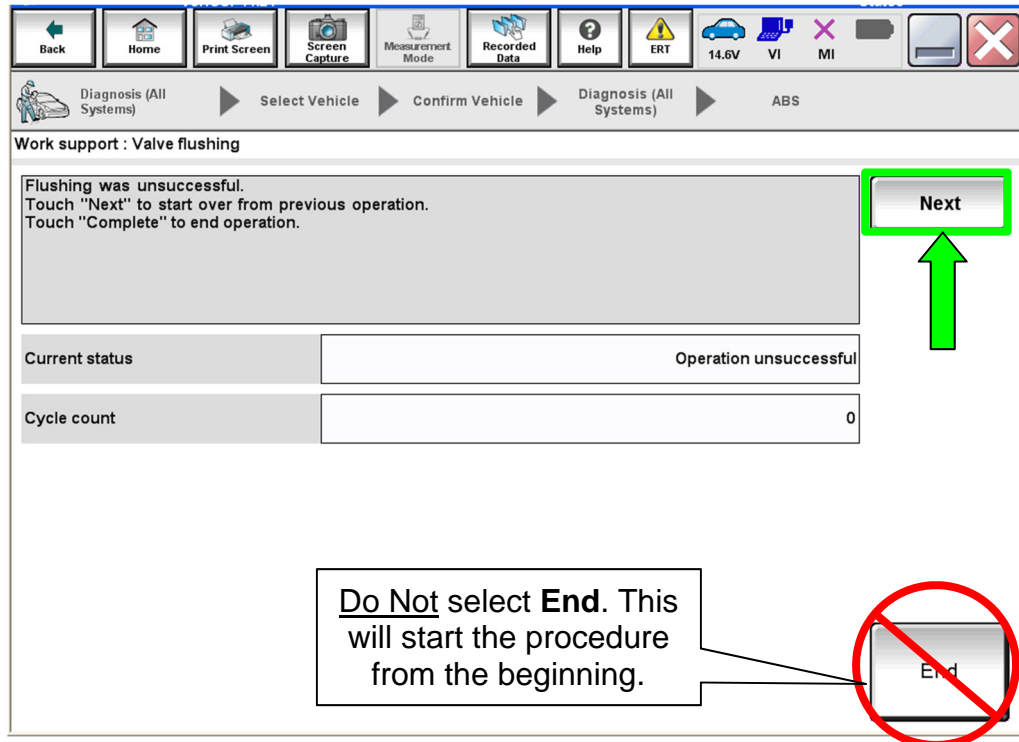 Back
Home
Print Screen
Screen
Capture
Measurement
Mode
Recorded
Data
Help
ERT
14.6V
VI
MI
Diagnosis (All
Systems)
Select Vehicle
Confirm Vehicle
Diagnosis (All
Systems)
ABS
Work support : Valve flushing
Flushing was unsuccessful.
Touch "Next" to start over from previous operation.
Touch "Complete" to end operation.
Next
Current status
Operation unsuccessful
Cycle count
0
Do Not select End. This
will start the procedure
from the beginning.
End